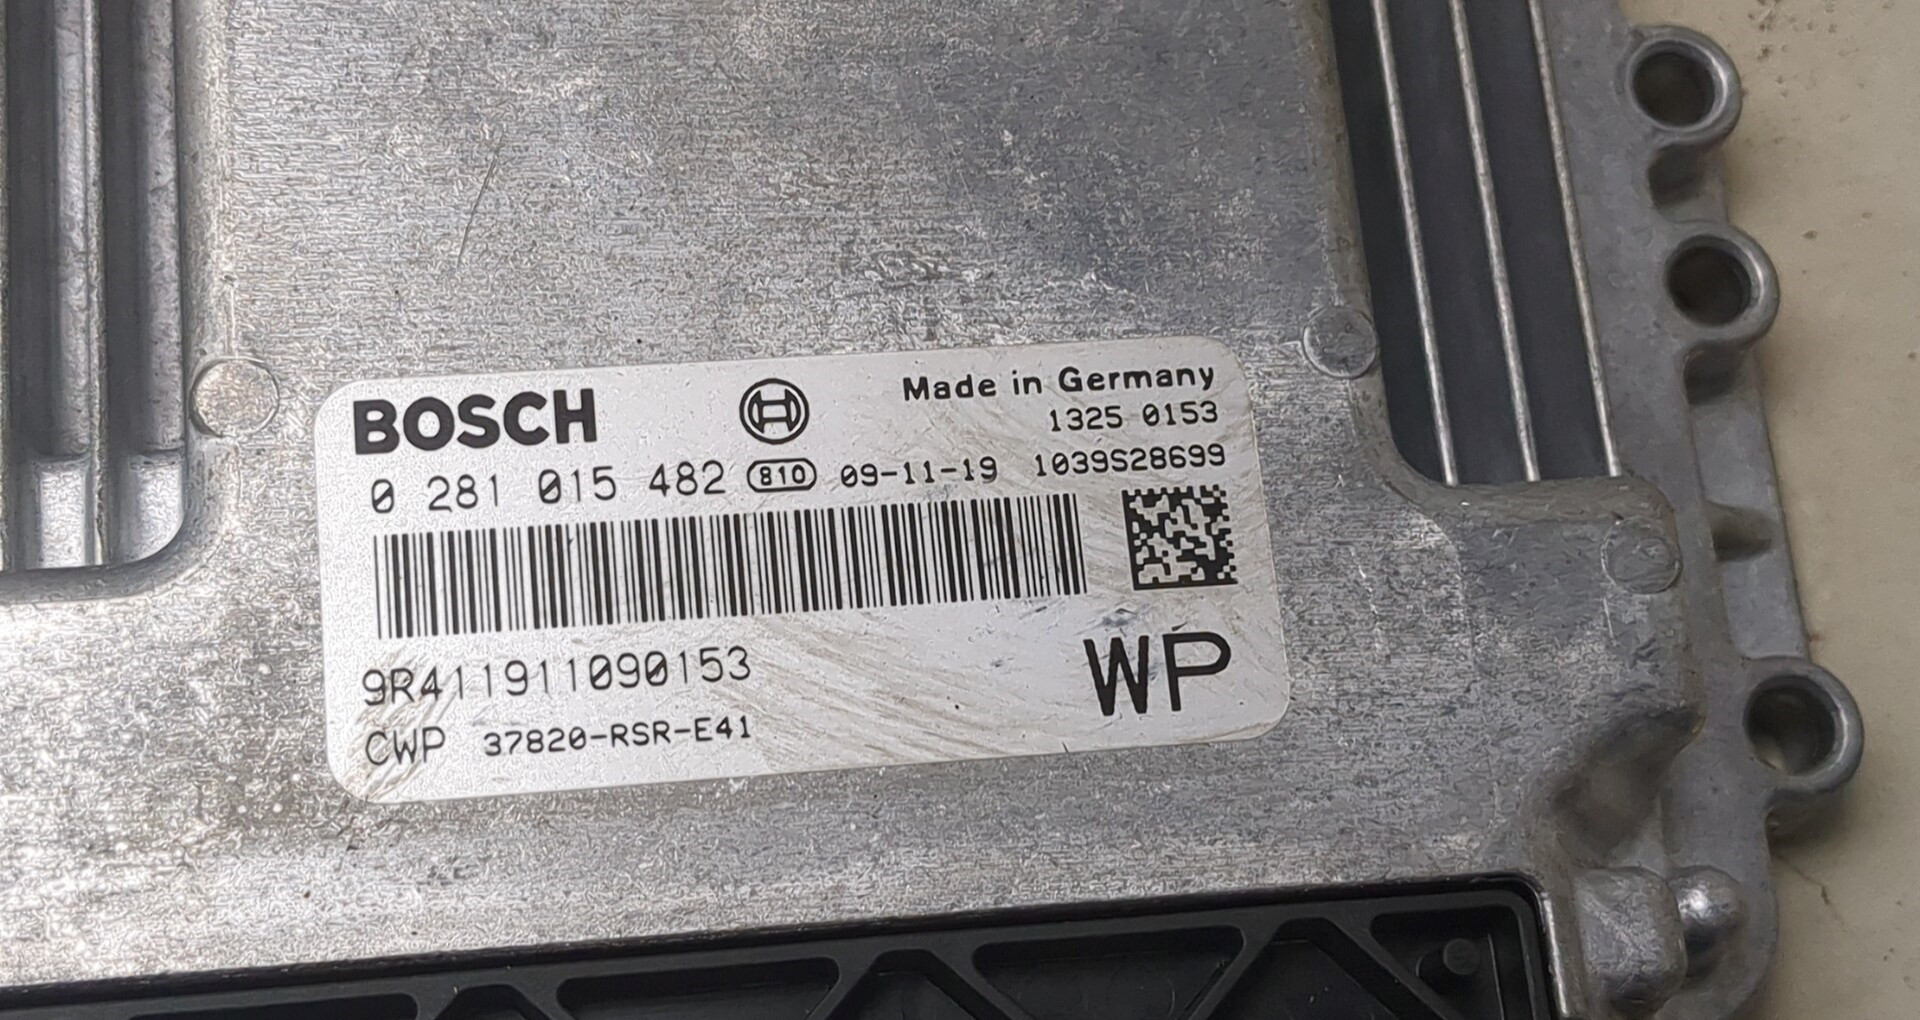 BOSCH
Made in Germany
1325 0153
0 281 015 482 810 09-11-19 1039S28699
9R411911090153
WP
CWP 37820-RSR-E41